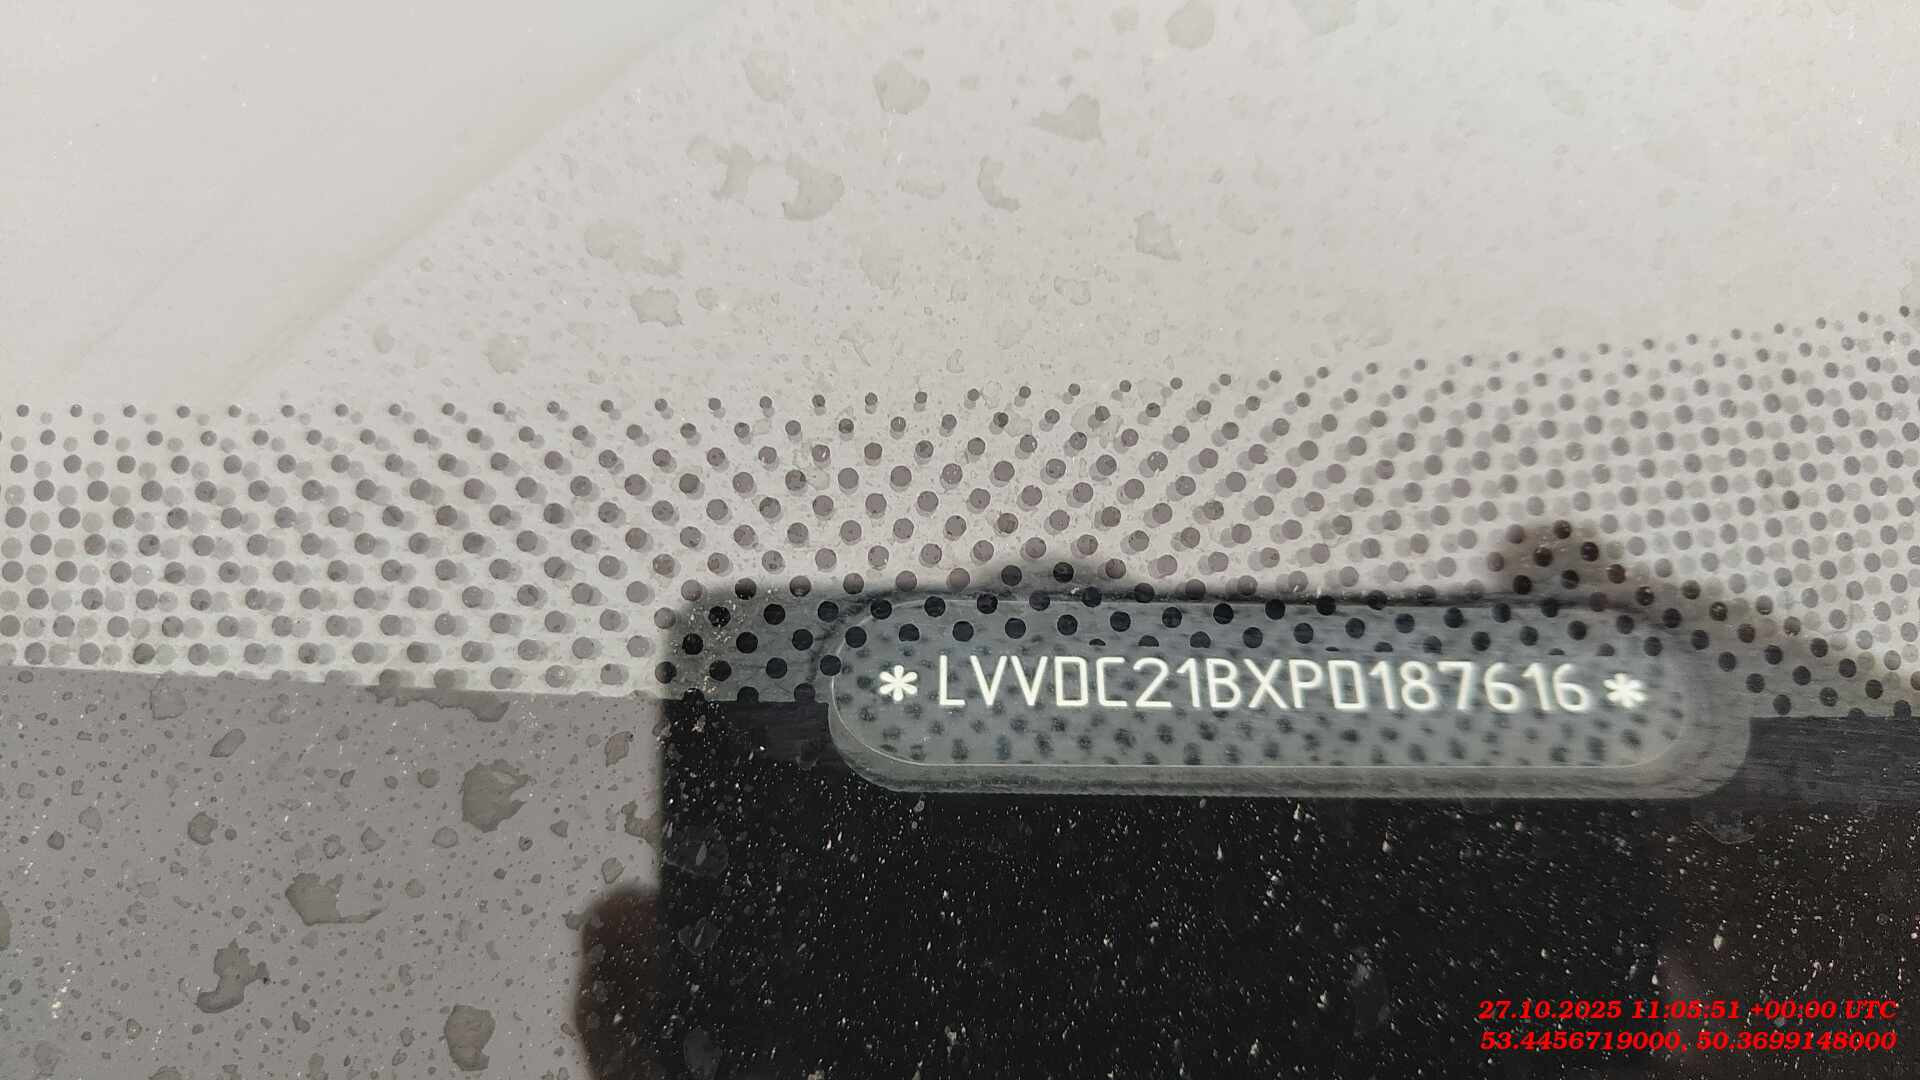 *LVVDC21BXPD187616*
27.10.2025 11:05:51 +00:00 UTC
53.4456719000, 50.3699148000